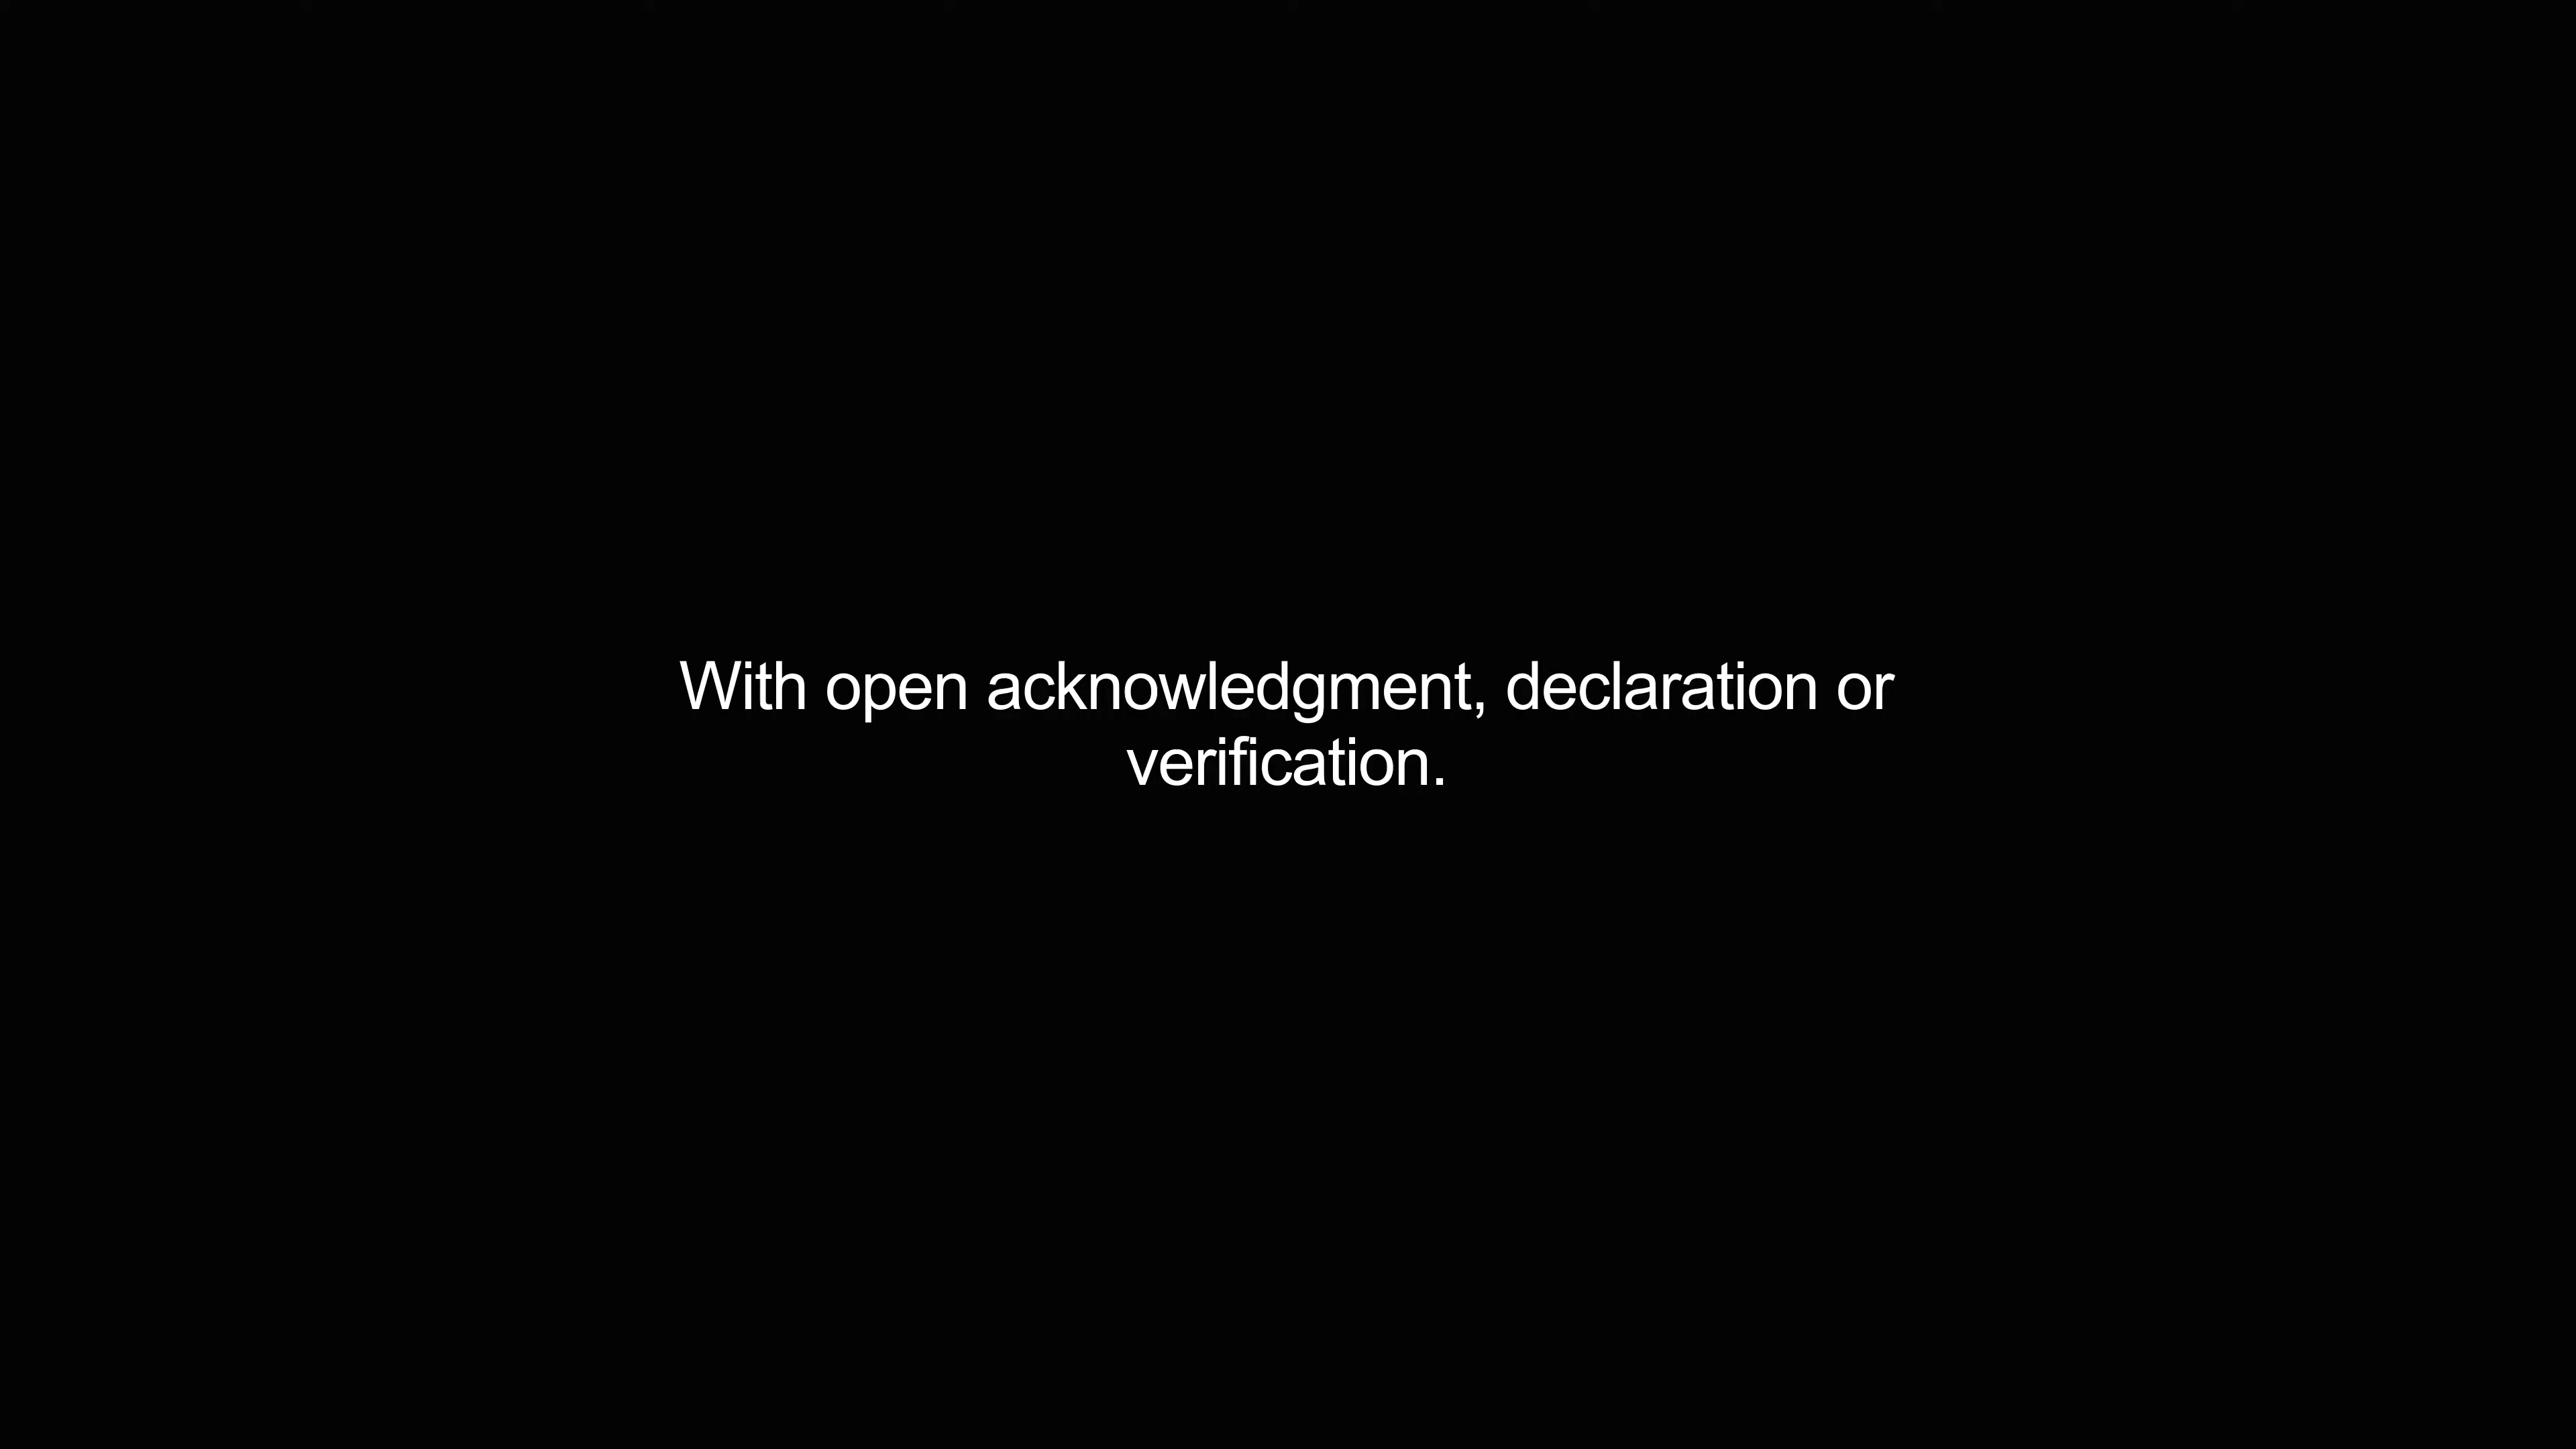 With open acknowledgment, declaration or
verification.